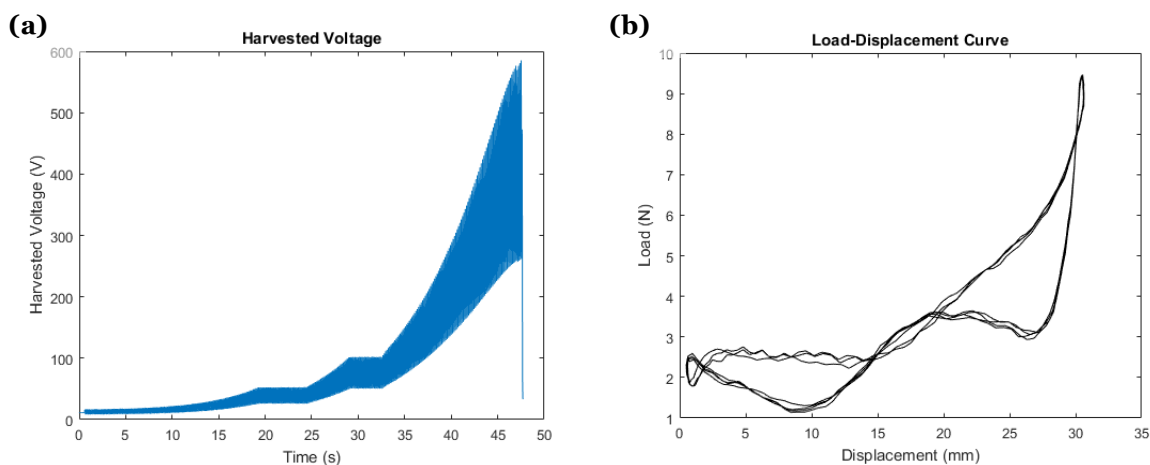 (a)
Harvested Voltage
600
500
400
300
200
100
0
Harvested Voltage (V)
0 5 10 15 20 25 30 35 40 45 50
Time (s)
(b)
Load-Displacement Curve
10
9
8
7
6
5
4
3
2
1
Load (N)
0 5 10 15 20 25 30 35
Displacement (mm)